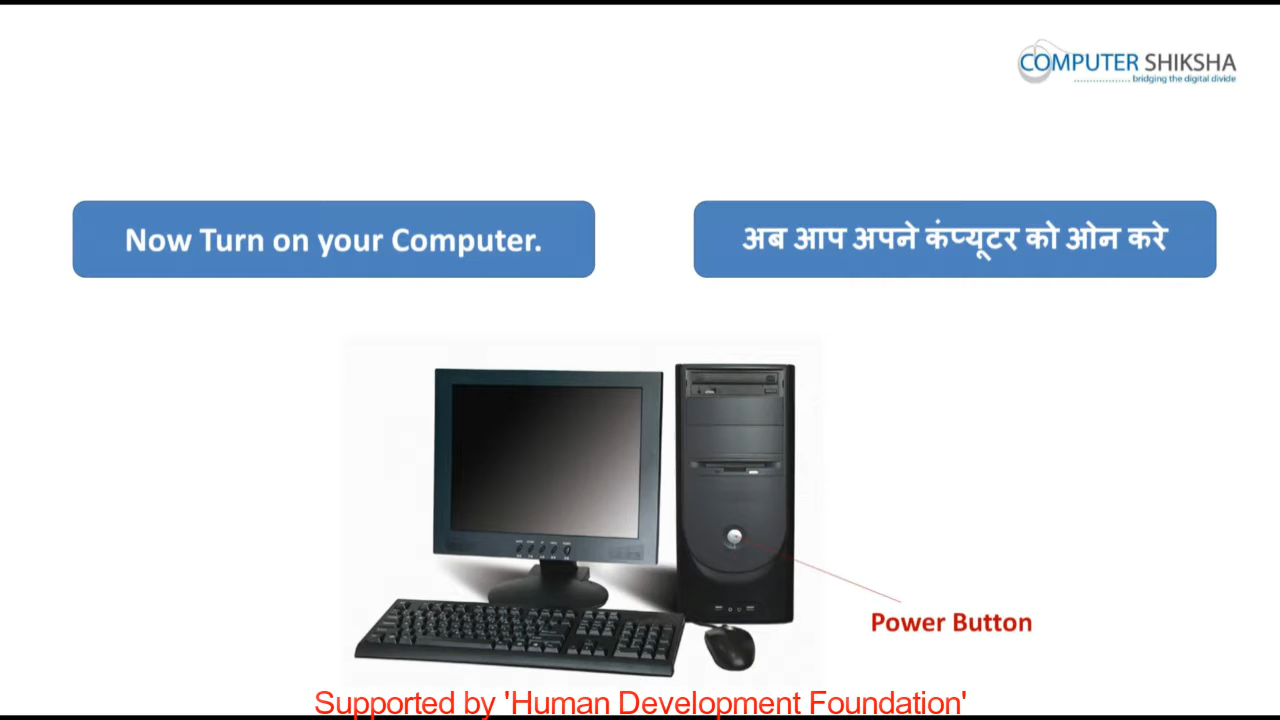 COMPUTER SHIKSHA
bridging the digital divide
Now Turn on your Computer.
अब आप अपने कंप्यूटर को ओन करे
Power Button
Supported by 'Human Development Foundation'